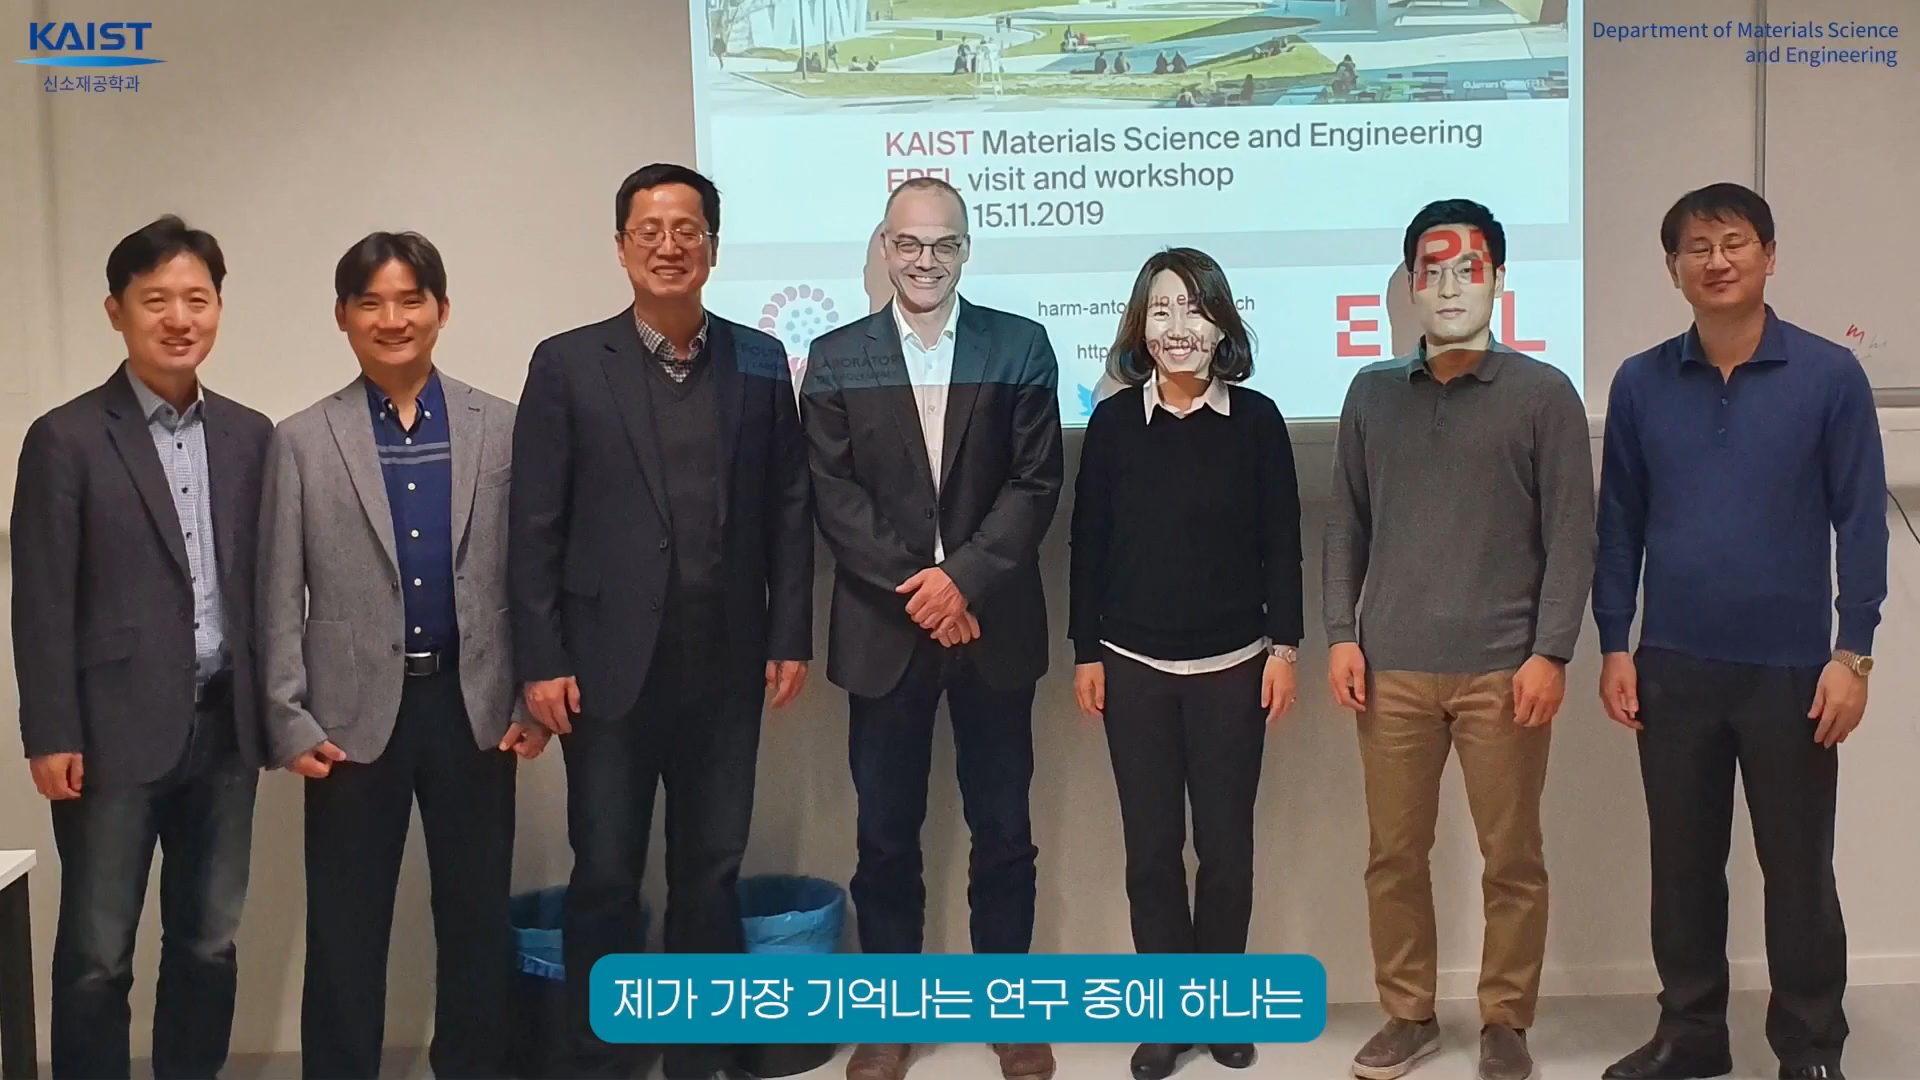 KAIST
신소재공학과
Department of Materials Science
and Engineering
KAIST Materials Science and Engineering
EPFL visit and workshop
15.11.2019
제가 가장 기억나는 연구 중에 하나는